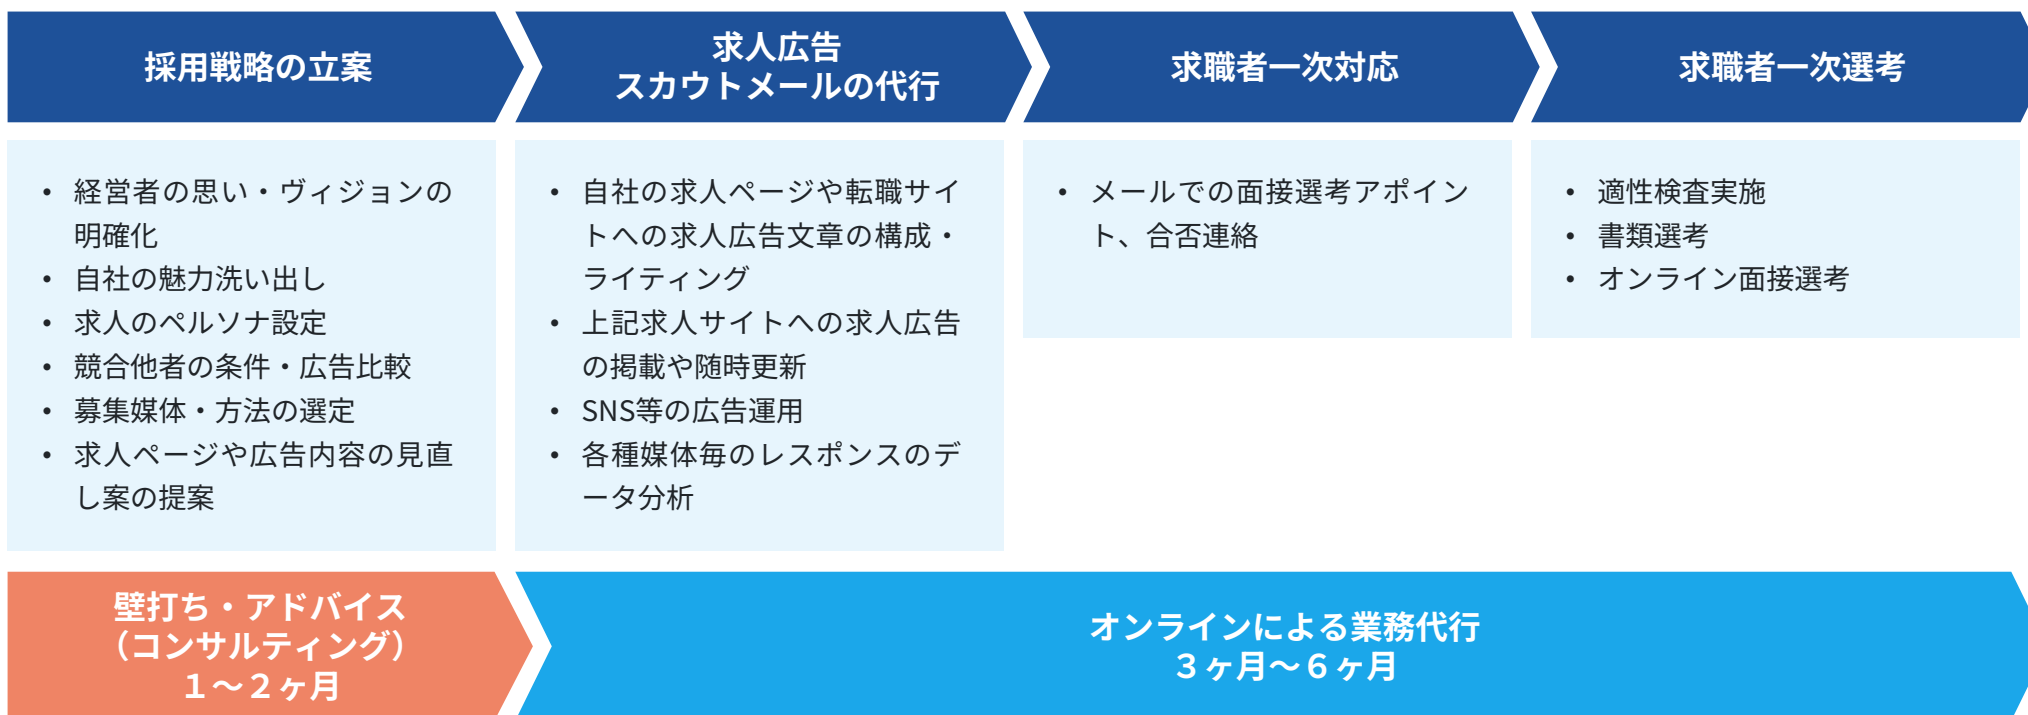 採用戦略の立案
求人広告
スカウトメールの代行
求職者一次対応
求職者一次選考
• 経営者の思い・ヴィジョンの
明確化
• 自社の魅力洗い出し
• 求人のペルソナ設定
• 競合他者の条件・広告比較
• 募集媒体・方法の選定
• 求人ページや広告内容の見直
し案の提案
• 自社の求人ページや転職サイ
トへの求人広告文章の構成・
ライティング
• 上記求人サイトへの求人広告
の掲載や随時更新
• SNS等の広告運用
• 各種媒体毎のレスポンスのデ
ータ分析
• メールでの面接選考アポイン
ト、合否連絡
• 適性検査実施
• 書類選考
• オンライン面接選考
壁打ち・アドバイス
（コンサルティング）
１～２ヶ月
オンラインによる業務代行
３ヶ月～６ヶ月